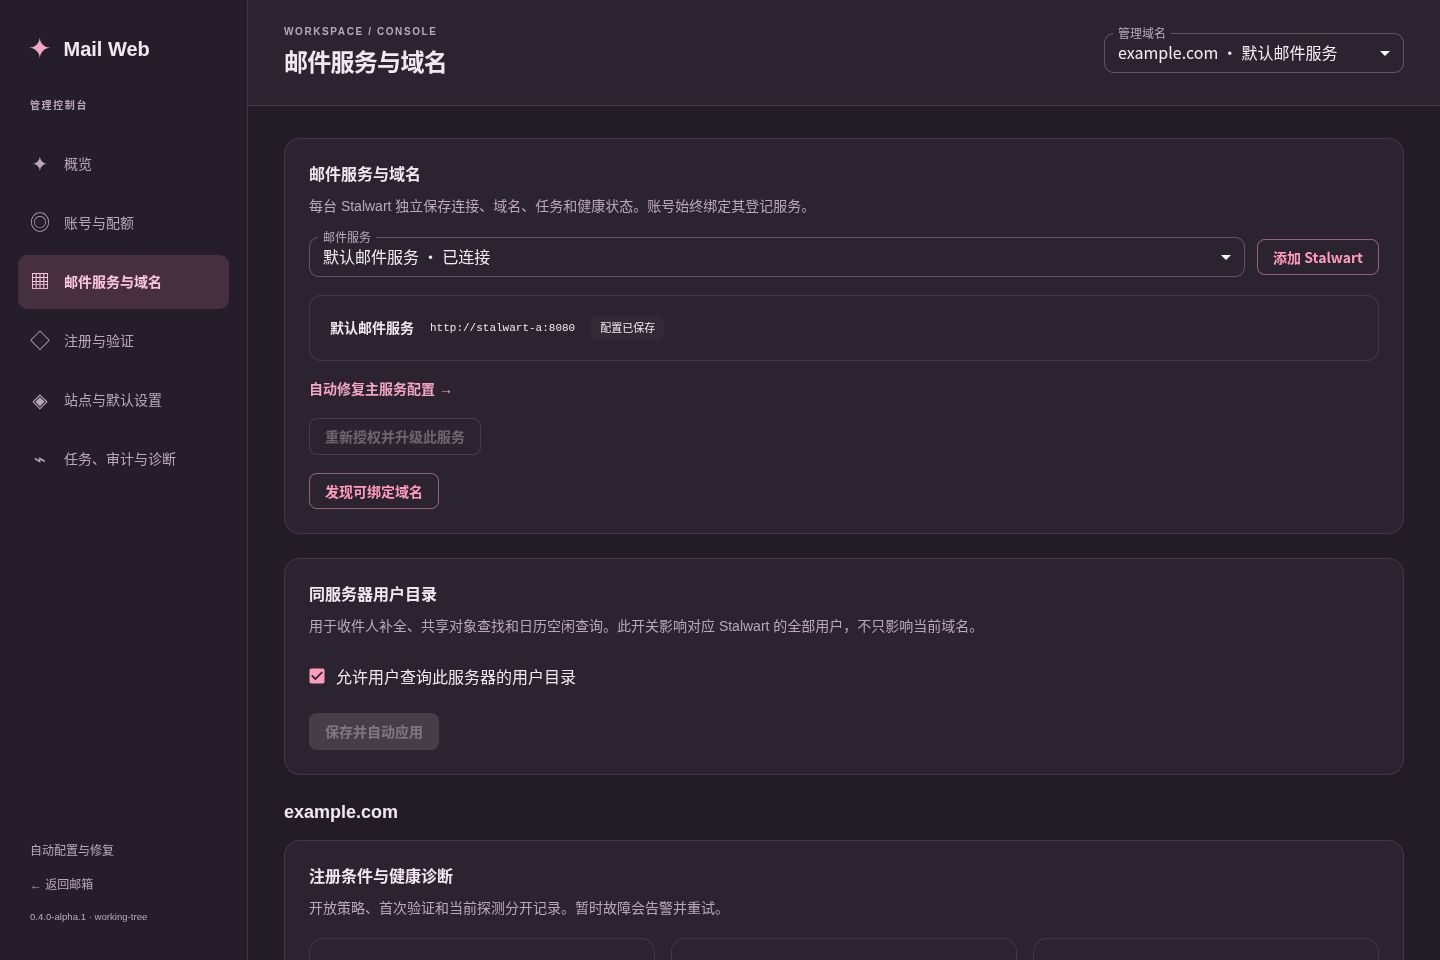 Mail Web
管理控制台
概览
账号与配额
邮件服务与域名
注册与验证
站点与默认设置
任务、审计与诊断
自动配置与修复
← 返回邮箱
0.4.0-alpha.1 · working-tree
WORKSPACE / CONSOLE
邮件服务与域名
管理域名
example.com · 默认邮件服务
邮件服务与域名
每台 Stalwart 独立保存连接、域名、任务和健康状态。账号始终绑定其登记服务。
邮件服务
默认邮件服务 · 已连接
添加 Stalwart
默认邮件服务 http://stalwart-a:8080 配置已保存
自动修复主服务配置 →
重新授权并升级此服务
发现可绑定域名
同服务器用户目录
用于收件人补全、共享对象查找和日历空闲查询。此开关影响对应 Stalwart 的全部用户，不只影响当前域名。
允许用户查询此服务器的用户目录
保存并自动应用
example.com
注册条件与健康诊断
开放策略、首次验证和当前探测分开记录。暂时故障会告警并重试。